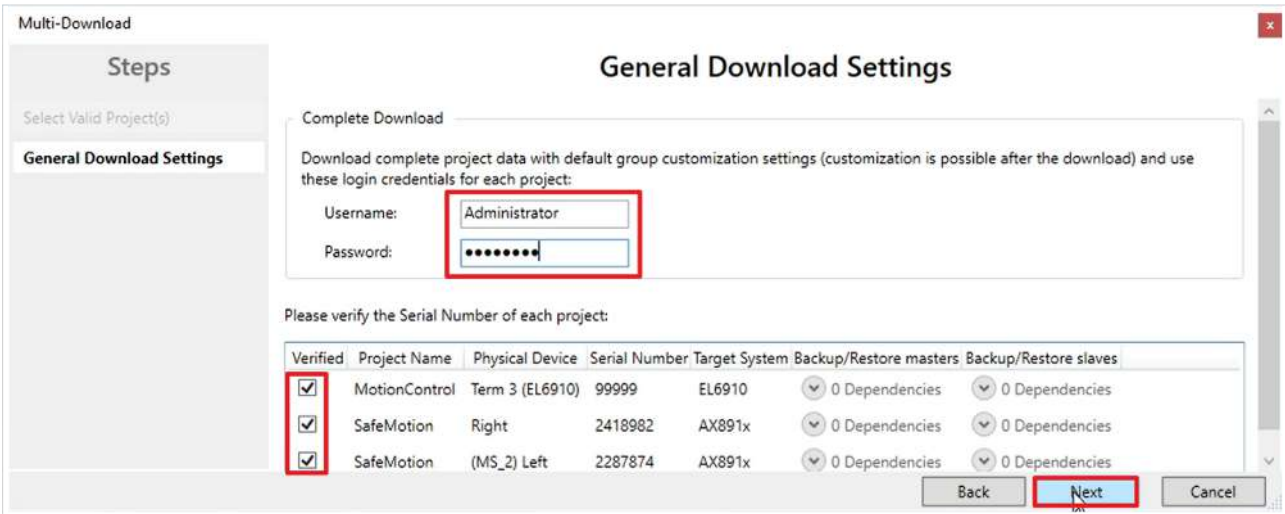 Multi-Download
x
Steps
General Download Settings
Select Valid Project(s)
General Download Settings
Complete Download
Download complete project data with default group customization settings (customization is possible after the download) and use
these login credentials for each project:
Username: Administrator
Password: ●●●●●●●●
Please verify the Serial Number of each project:
Verified Project Name Physical Device Serial Number Target System Backup/Restore masters Backup/Restore slaves
MotionControl Term 3 (EL6910) 99999 EL6910 0 Dependencies 0 Dependencies
SafeMotion Right 2418982 AX891x 0 Dependencies 0 Dependencies
SafeMotion (MS_2) Left 2287874 AX891x 0 Dependencies 0 Dependencies
Back Next Cancel